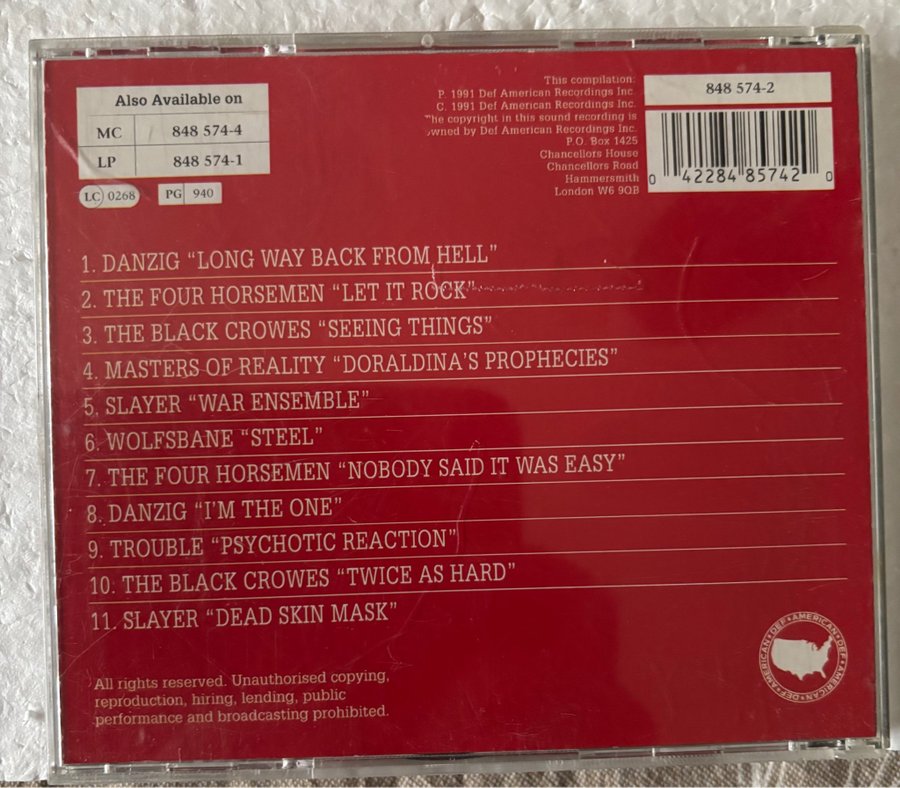 Also Available on
MC 848 574-4
LP 848 574-1
LC 0268 PG 940
This compilation:
P. 1991 Def American Recordings Inc.
C. 1991 Def American Recordings Inc.
The copyright in this sound recording is
owned by Def American Recordings Inc.
P.O. Box 1425
Chancellors House
Chancellors Road
Hammersmith
London W6 9QB
848 574-2
0 42284 85742 0
1. DANZIG “LONG WAY BACK FROM HELL”
2. THE FOUR HORSEMEN “LET IT ROCK”
3. THE BLACK CROWES “SEEING THINGS”
4. MASTERS OF REALITY “DORALDINA’S PROPHECIES”
5. SLAYER “WAR ENSEMBLE”
6. WOLFSBANE “STEEL”
7. THE FOUR HORSEMEN “NOBODY SAID IT WAS EASY”
8. DANZIG “I’M THE ONE”
9. TROUBLE “PSYCHOTIC REACTION”
10. THE BLACK CROWES “TWICE AS HARD”
11. SLAYER “DEAD SKIN MASK”
All rights reserved. Unauthorised copying,
reproduction, hiring, lending, public
performance and broadcasting prohibited.
DEF • AMERICAN • DEF • AMERICAN • DEF • AMERICAN